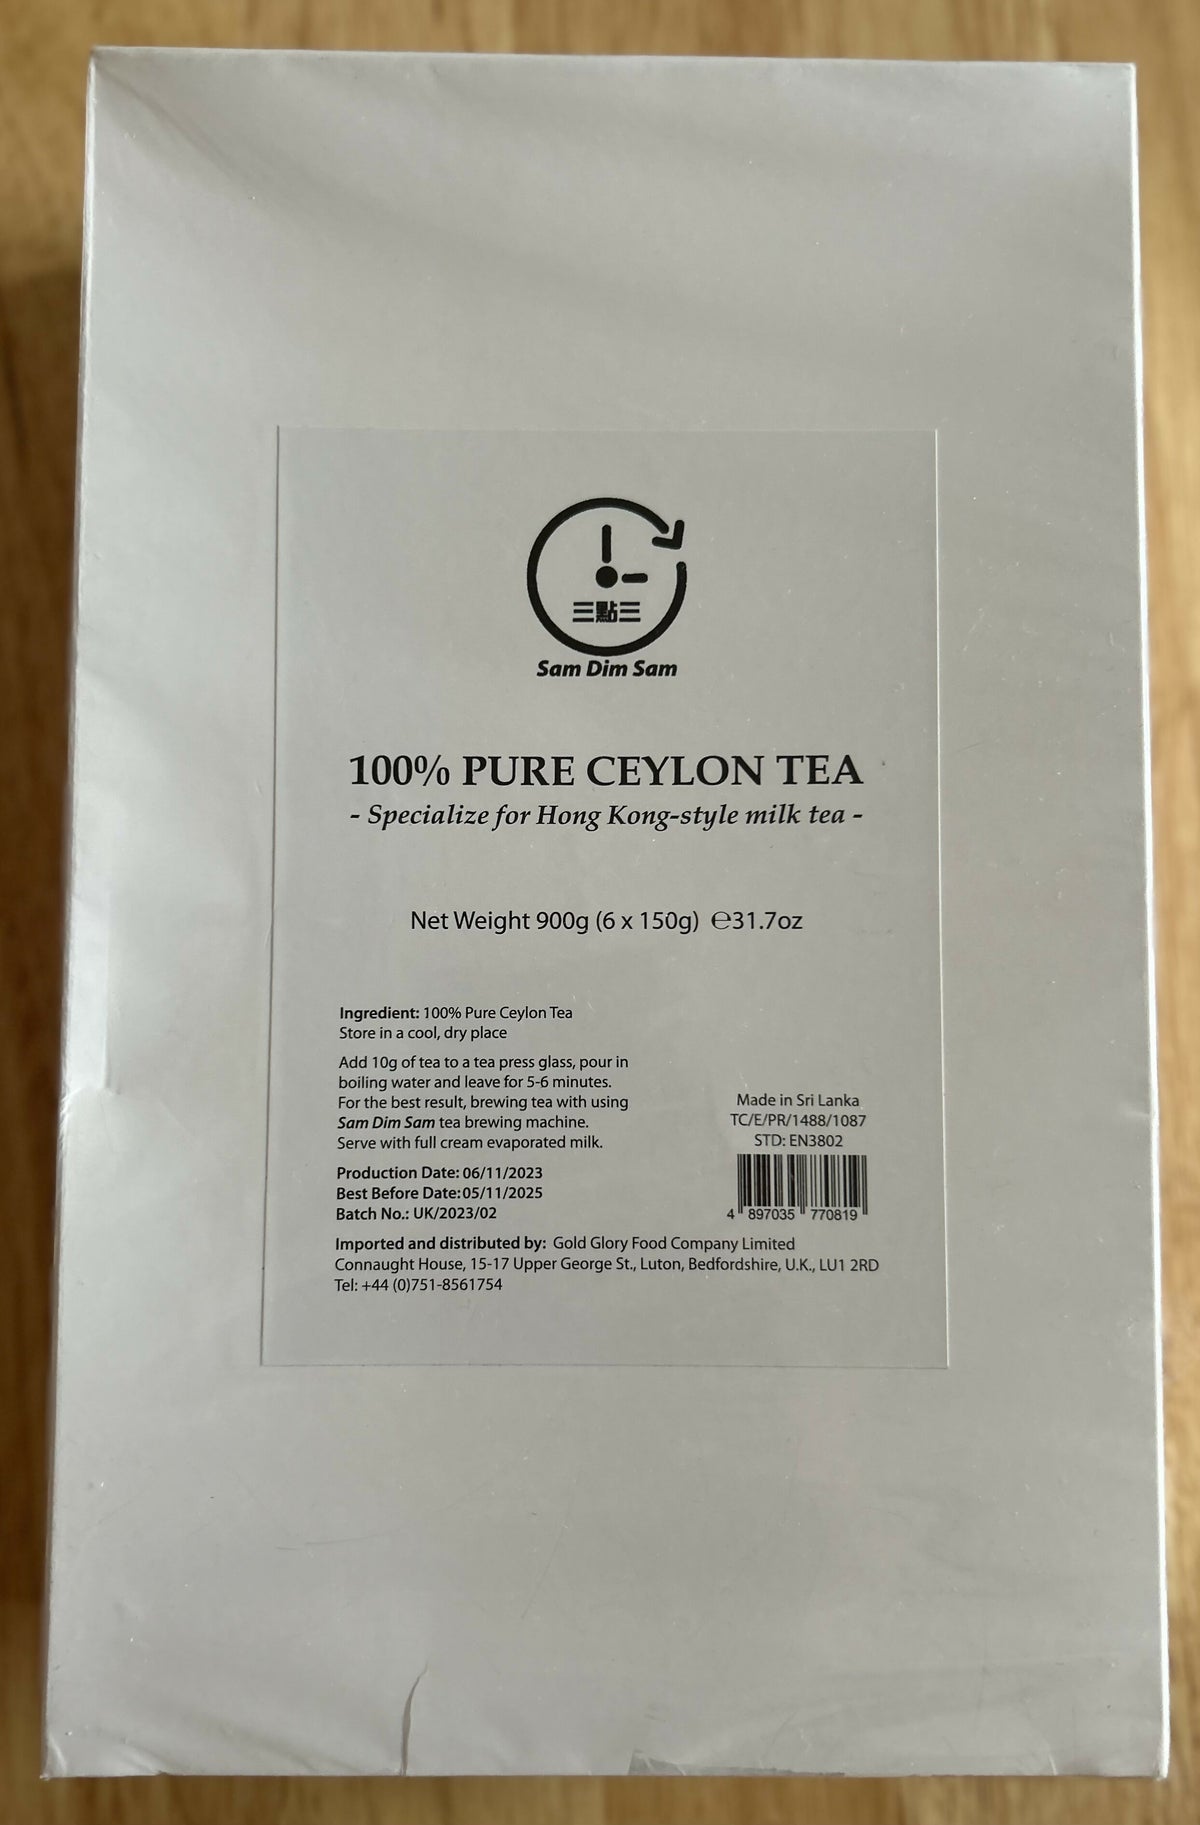 三點三
Sam Dim Sam
100% PURE CEYLON TEA
- Specialize for Hong Kong-style milk tea -
Net Weight 900g (6 x 150g) ℮31.7oz
Ingredient: 100% Pure Ceylon Tea
Store in a cool, dry place
Add 10g of tea to a tea press glass, pour in
boiling water and leave for 5-6 minutes.
For the best result, brewing tea with using
Sam Dim Sam tea brewing machine.
Serve with full cream evaporated milk.
Production Date: 06/11/2023
Best Before Date:05/11/2025
Batch No.: UK/2023/02
Made in Sri Lanka
TC/E/PR/1488/1087
STD: EN3802
4 897035 770819
Imported and distributed by: Gold Glory Food Company Limited
Connaught House, 15-17 Upper George St., Luton, Bedfordshire, U.K., LU1 2RD
Tel: +44 (0)751-8561754